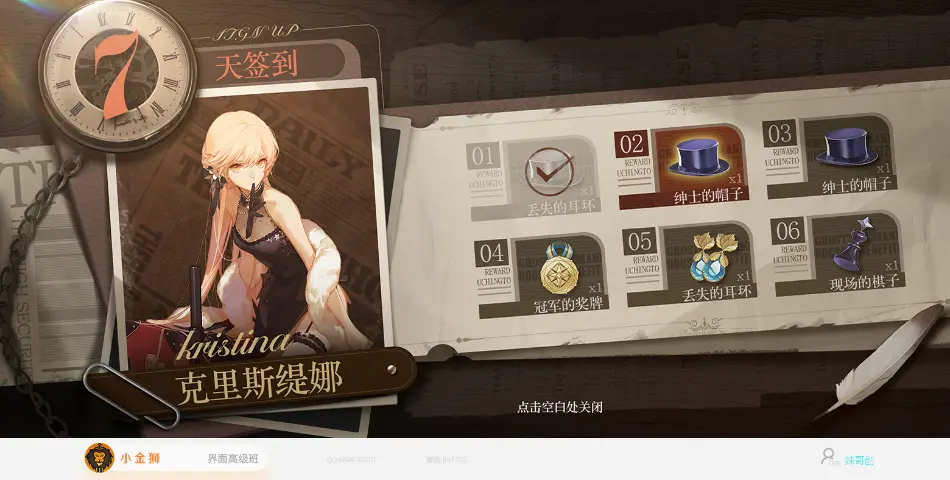 SIGN UP
7
天签到
01
REWARD
UCHINGTO
x1
丢失的耳环
02
REWARD
UCHINGTO
x1
绅士的帽子
03
REWARD
UCHINGTO
x1
绅士的帽子
04
REWARD
UCHINGTO
x1
冠军的奖牌
05
REWARD
UCHINGTO
x1
丢失的耳环
06
REWARD
UCHINGTO
x1
现场的棋子
kristina
克里斯缇娜
点击空白处关闭
小金狮
界面高级班
妹哥创